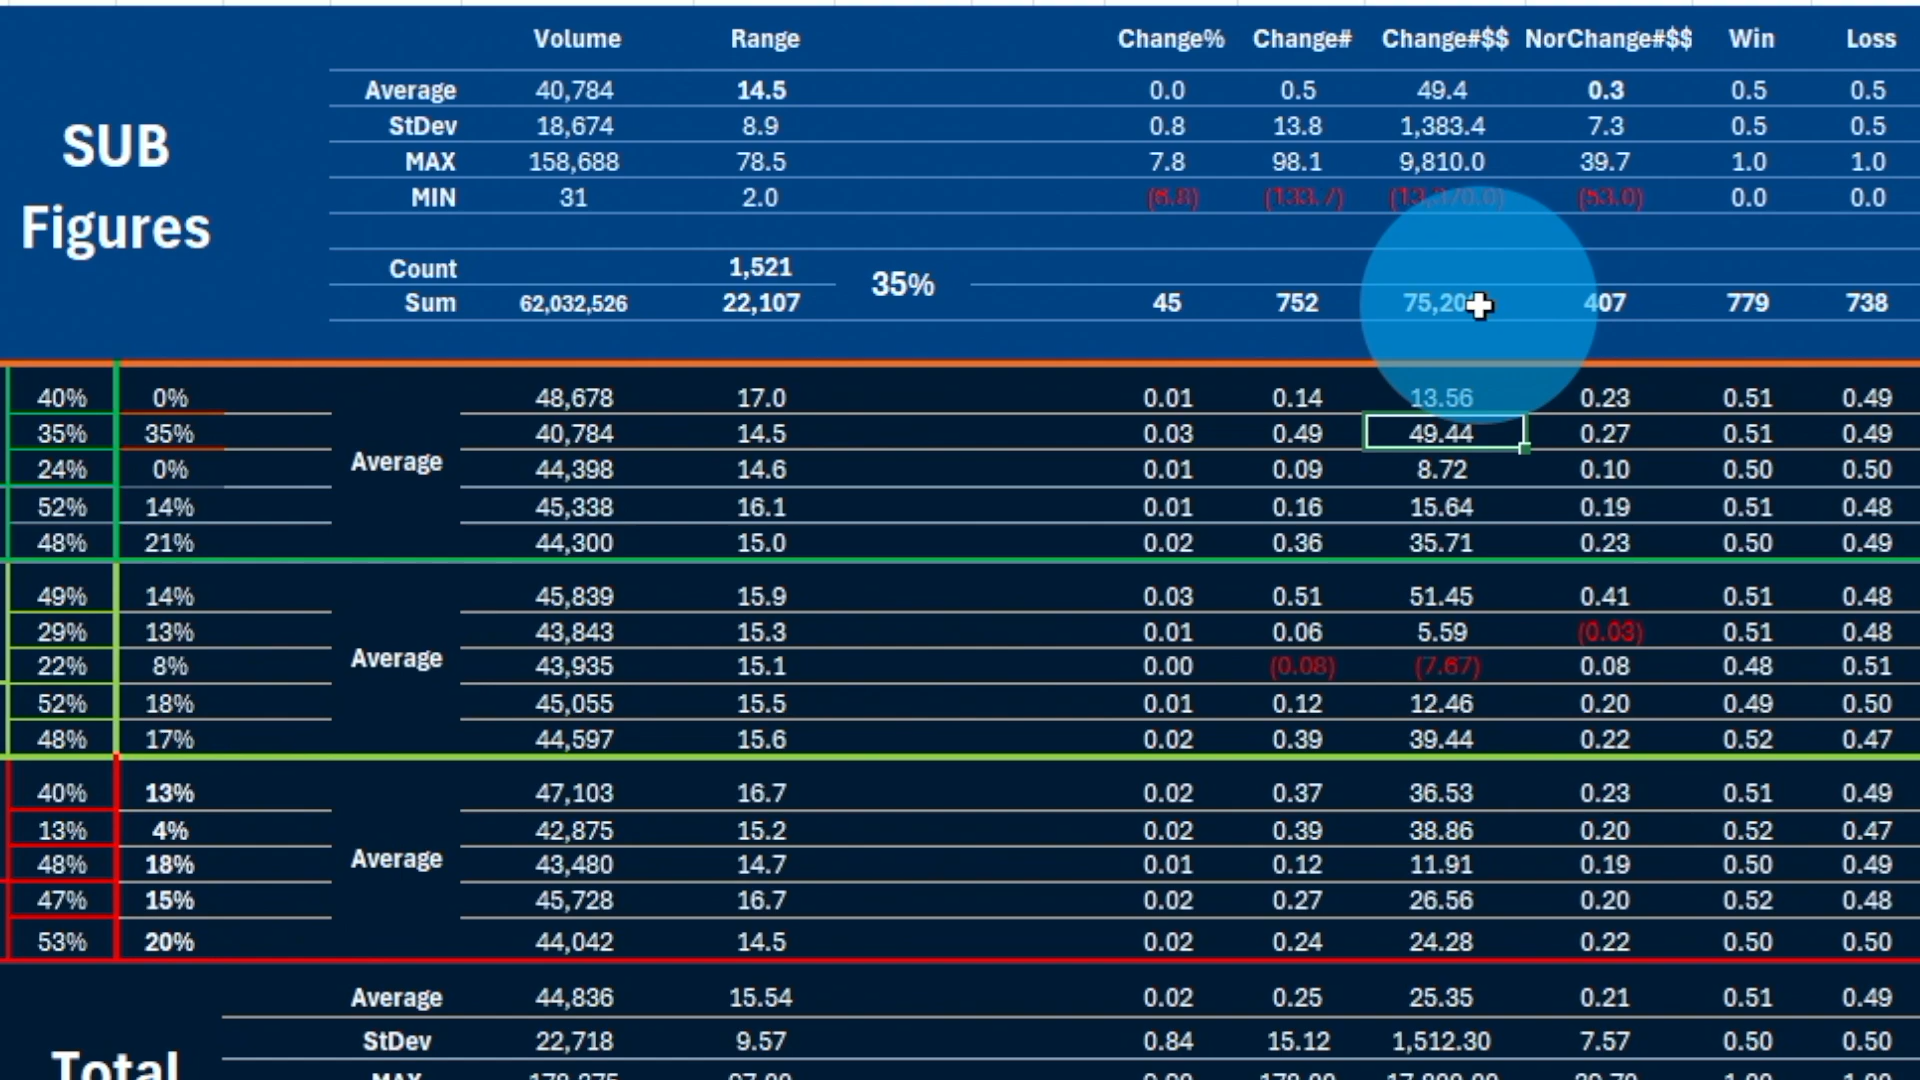 Volume Range Change% Change# Change#$$ NorChange#$$ Win Loss
Average 40,784 14.5 0.0 0.5 49.4 0.3 0.5 0.5
StDev 18,674 8.9 0.8 13.8 1,383.4 7.3 0.5 0.5
MAX 158,688 78.5 7.8 98.1 9,810.0 39.7 1.0 1.0
MIN 31 2.0 (6.8) (133.7) (13,370.0) (53.0) 0.0 0.0
SUB
Figures
Count 1,521
35%
Sum 62,032,526 22,107 45 752 407 779 738
40% 0% 48,678 17.0 0.01 0.14 13.56 0.23 0.51 0.49
35% 35% 40,784 14.5 0.03 0.49 49.44 0.27 0.51 0.49
Average
24% 0% 44,398 14.6 0.01 0.09 8.72 0.10 0.50 0.50
52% 14% 45,338 16.1 0.01 0.16 15.64 0.19 0.51 0.48
48% 21% 44,300 15.0 0.02 0.36 35.71 0.23 0.50 0.49
49% 14% 45,839 15.9 0.03 0.51 51.45 0.41 0.51 0.48
29% 13% 43,843 15.3 0.01 0.06 5.59 (0.03) 0.51 0.48
Average
22% 8% 43,935 15.1 0.00 (0.08) (7.67) 0.08 0.48 0.51
52% 18% 45,055 15.5 0.01 0.12 12.46 0.20 0.49 0.50
48% 17% 44,597 15.6 0.02 0.39 39.44 0.22 0.52 0.47
40% 13% 47,103 16.7 0.02 0.37 36.53 0.23 0.51 0.49
13% 4% 42,875 15.2 0.02 0.39 38.86 0.20 0.52 0.47
Average
48% 18% 43,480 14.7 0.01 0.12 11.91 0.19 0.50 0.49
47% 15% 45,728 16.7 0.02 0.27 26.56 0.20 0.52 0.48
53% 20% 44,042 14.5 0.02 0.24 24.28 0.22 0.50 0.50
Average 44,836 15.54 0.02 0.25 25.35 0.21 0.51 0.49
StDev 22,718 9.57 0.84 15.12 1,512.30 7.57 0.50 0.50
Total
MAX